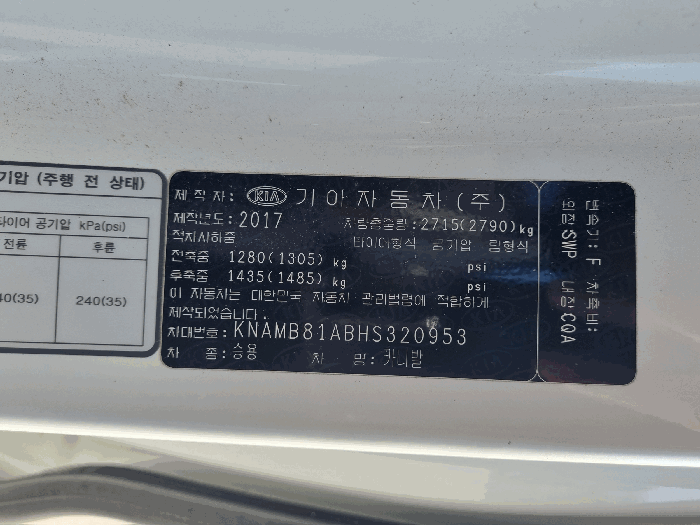 기압 (주행 전 상태)
타이어 공기압 kPa(psi)
전륜 후륜
40(35) 240(35)
제 작 자: KIA 기 아 자 동 차 (주)
제작년도: 2017 차량총중량: 2715(2790)kg
적차시하중 타이어형식 공기압 림형식
전축중 1280(1305) kg psi
후축중 1435(1485) kg psi
이 자동차는 대한민국 자동차 관리법령에 적합하게
제작되었습니다.
차대번호: KNAMB81ABHS320953
차 종: 승용 차 명: 카니발
변속기: F 차축비:
외장:SWP 내장:CQA